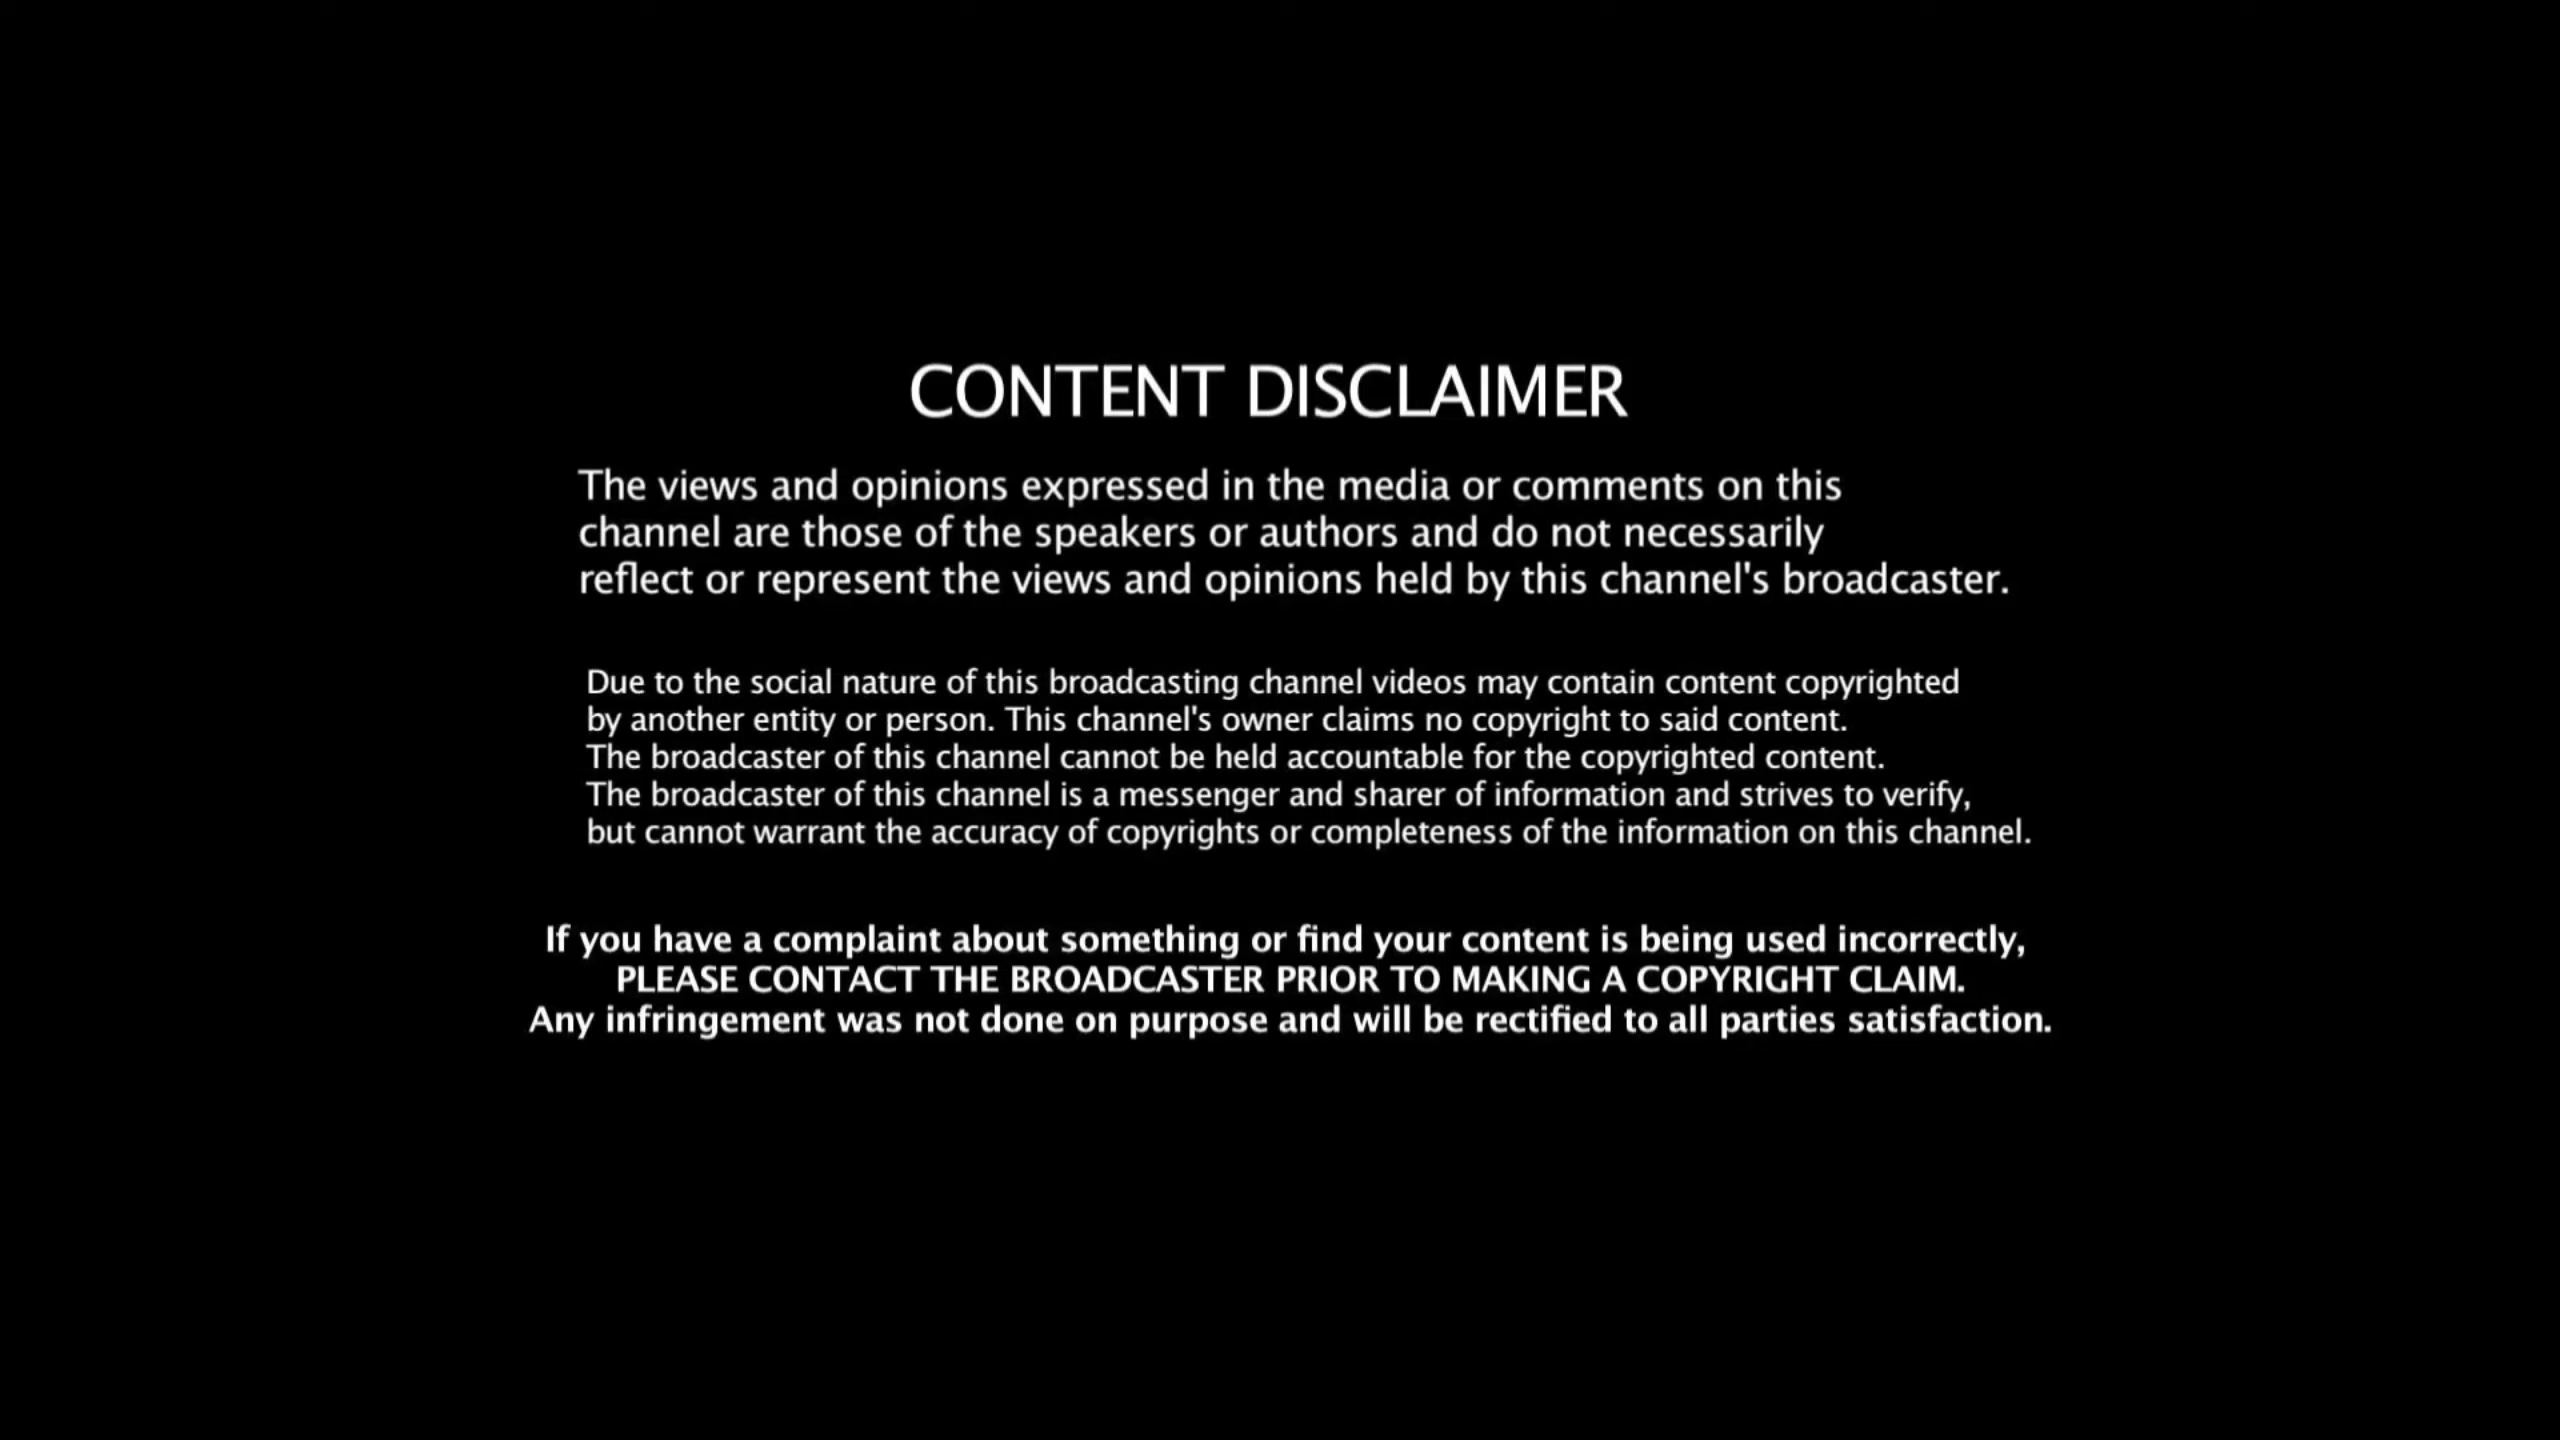 CONTENT DISCLAIMER
The views and opinions expressed in the media or comments on this
channel are those of the speakers or authors and do not necessarily
reflect or represent the views and opinions held by this channel's broadcaster.
Due to the social nature of this broadcasting channel videos may contain content copyrighted
by another entity or person. This channel's owner claims no copyright to said content.
The broadcaster of this channel cannot be held accountable for the copyrighted content.
The broadcaster of this channel is a messenger and sharer of information and strives to verify,
but cannot warrant the accuracy of copyrights or completeness of the information on this channel.
If you have a complaint about something or find your content is being used incorrectly,
PLEASE CONTACT THE BROADCASTER PRIOR TO MAKING A COPYRIGHT CLAIM.
Any infringement was not done on purpose and will be rectified to all parties satisfaction.